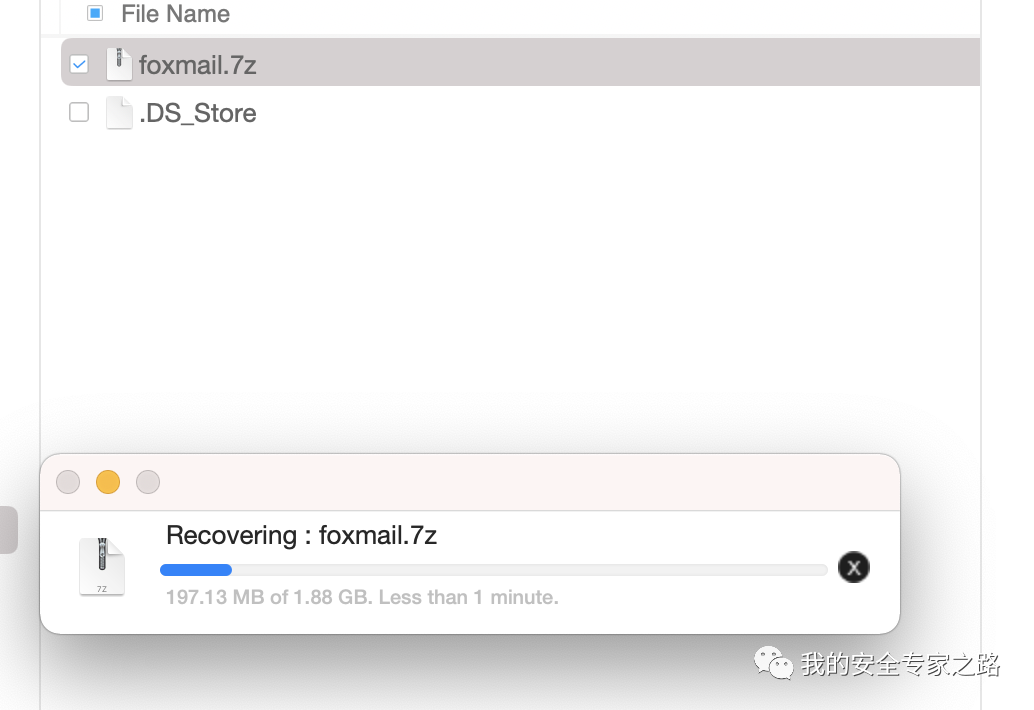 File Name
foxmail.7z
.DS_Store
Recovering : foxmail.7z
7Z
197.13 MB of 1.88 GB. Less than 1 minute.
X
我的安全专家之路